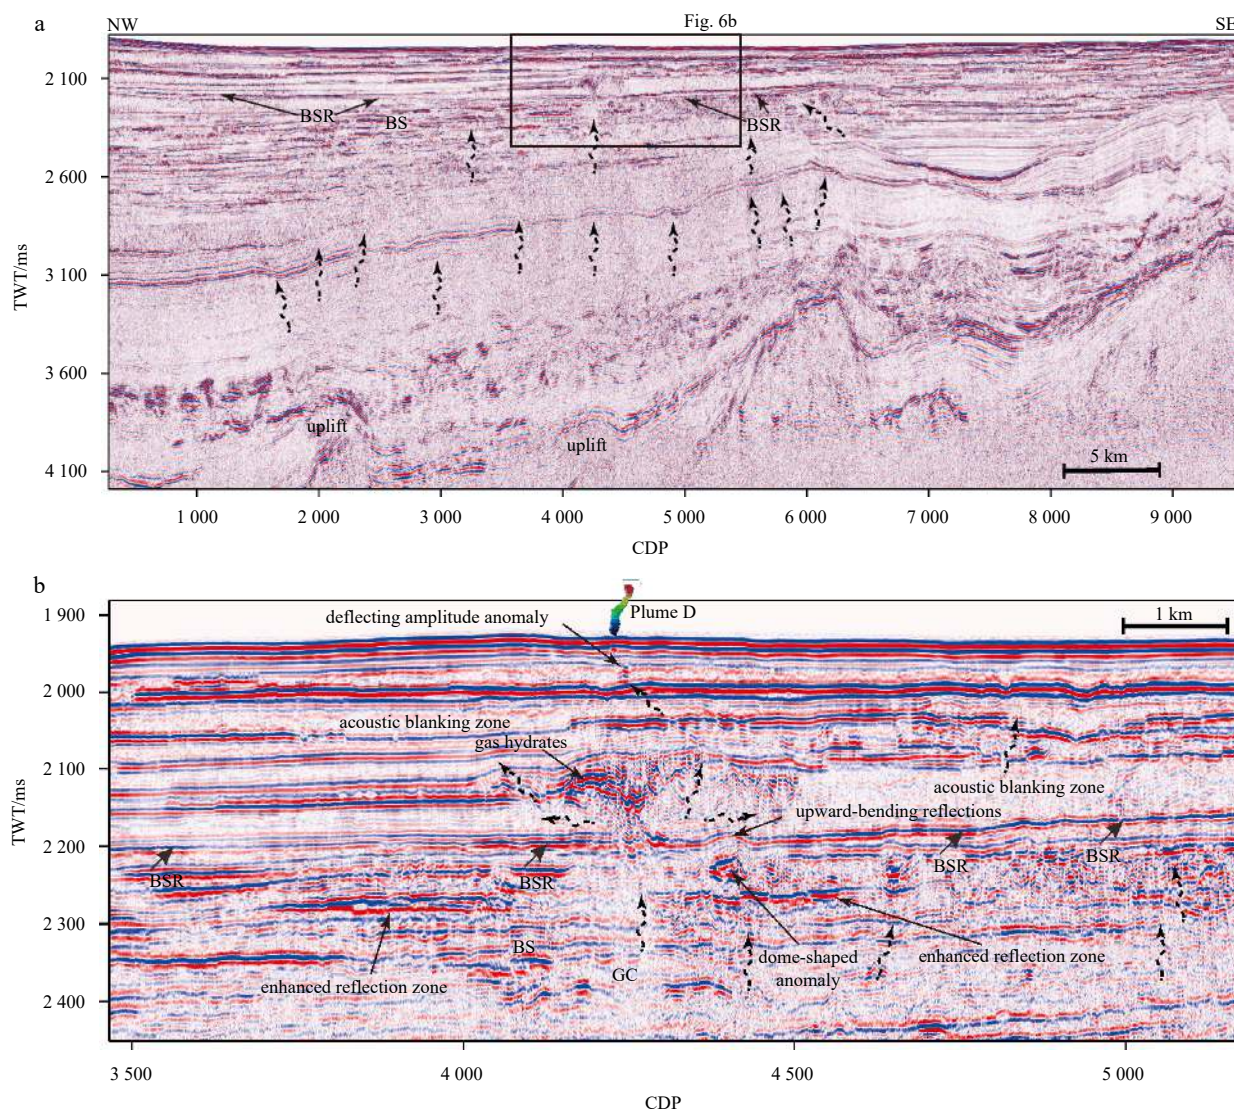 a
NW
Fig. 6b
SE
2 100
BSR
BS
BSR
2 600
TWT/ms
3 100
3 600
uplift
uplift
4 100
5 km
1 000
2 000
3 000
4 000
5 000
6 000
7 000
8 000
9 000
CDP
b
1 900
deflecting amplitude anomaly
Plume D
1 km
2 000
acoustic blanking zone
gas hydrates
2 100
acoustic blanking zone
TWT/ms
upward-bending reflections
2 200
BSR
BSR
BSR
BSR
2 300
BS
GC
dome-shaped
anomaly
enhanced reflection zone
enhanced reflection zone
2 400
3 500
4 000
4 500
5 000
CDP